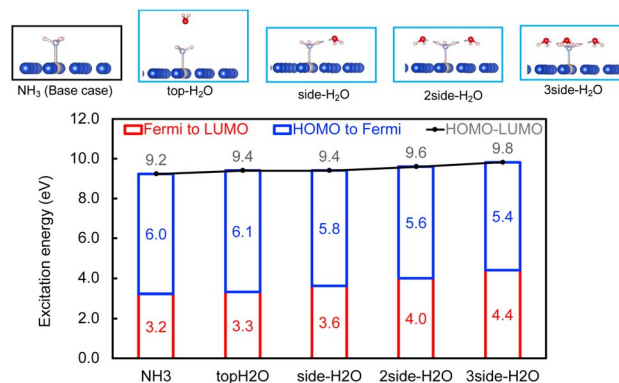 NH₃ (Base case)
top-H₂O
side-H₂O
2side-H₂O
3side-H₂O
Fermi to LUMO
HOMO to Fermi
HOMO-LUMO
Excitation energy (eV)
12.0
10.0
8.0
6.0
4.0
2.0
0.0
9.2
9.4
9.4
9.6
9.8
6.0
6.1
5.8
5.6
5.4
3.2
3.3
3.6
4.0
4.4
NH3
topH2O
side-H2O
2side-H2O
3side-H2O